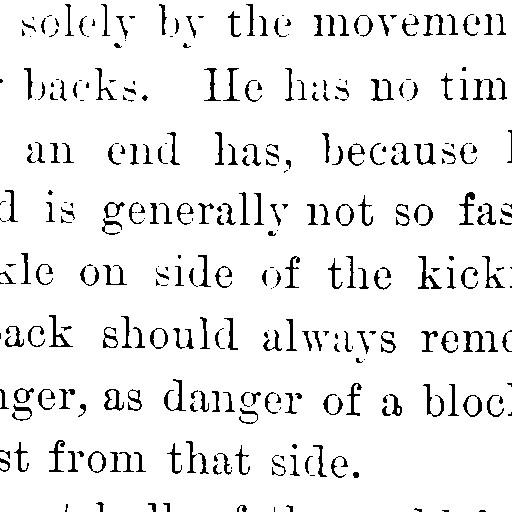 solely by the movemen
backs. He has no tim
an end has, because
d is generally not so fas
kle on side of the kick
back should always remo
nger, as danger of a bloc
st from that side.